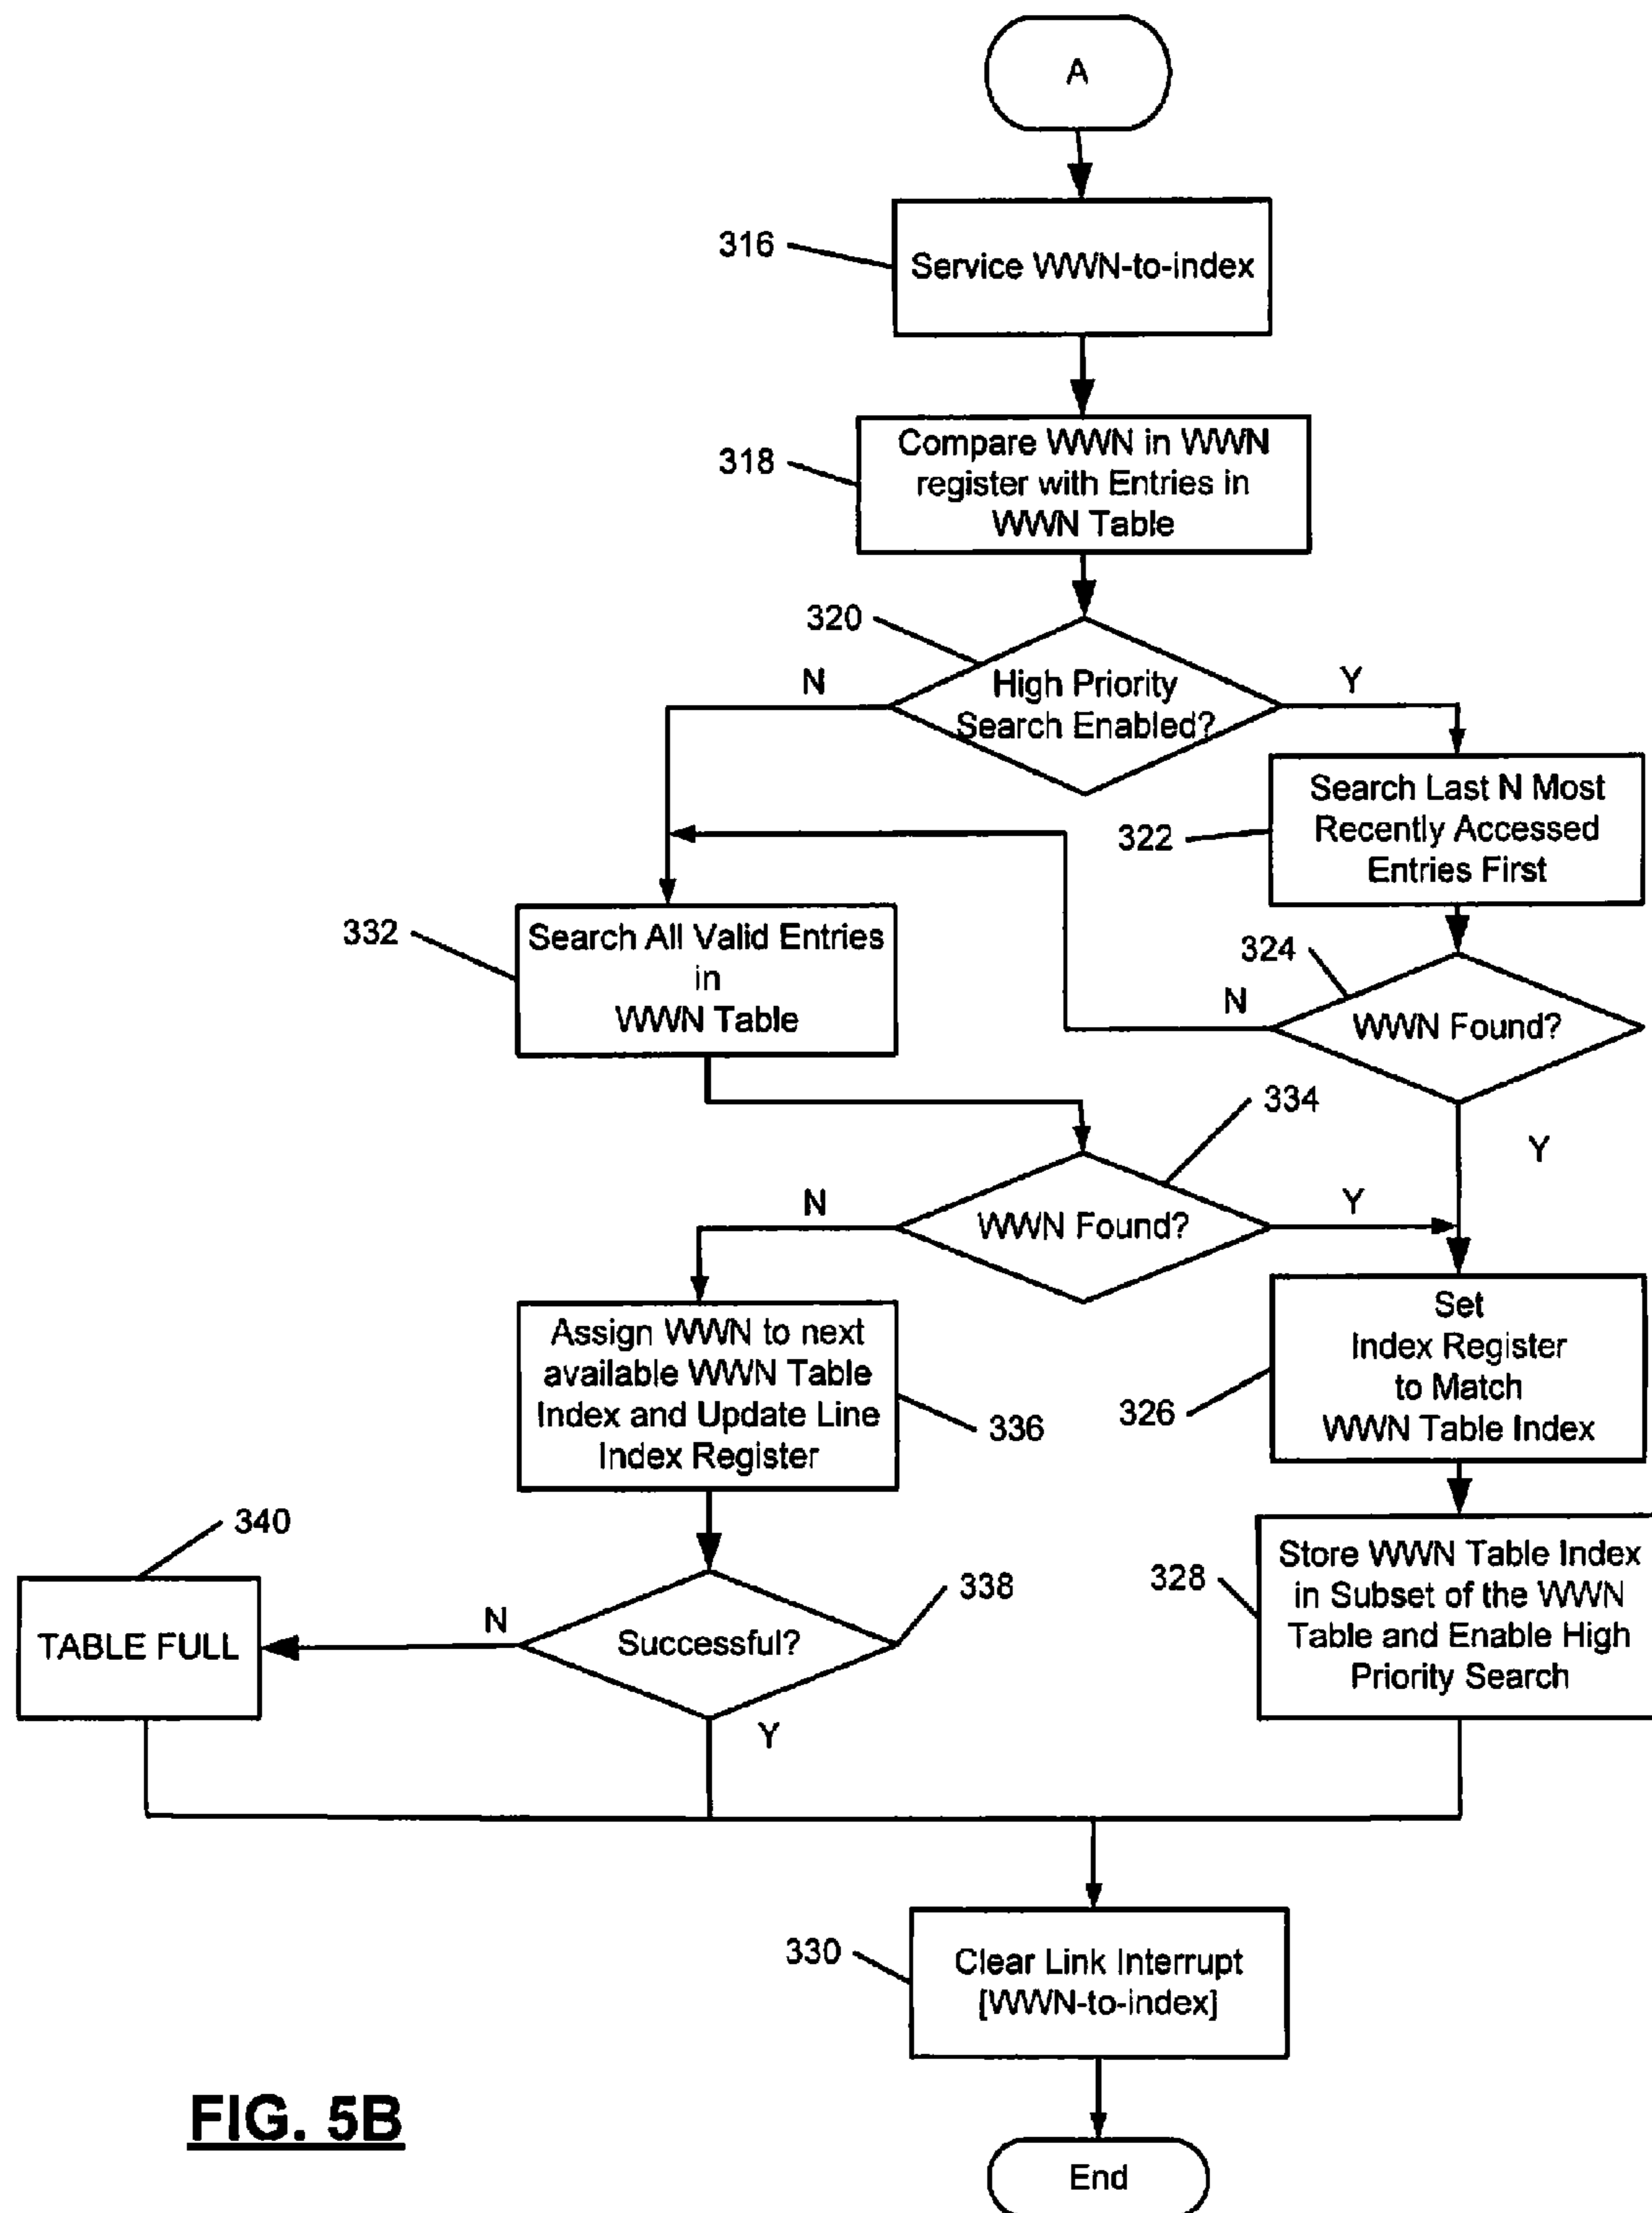 A
316
Service WWN-to-index
318
Compare WWN in WWN
register with Entries in
WWN Table
320
N
High Priority
Search Enabled?
Y
322
Search Last N Most
Recently Accessed
Entries First
332
Search All Valid Entries
in
WWN Table
324
N
WWN Found?
Y
334
N
WWN Found?
Y
Assign WWN to next
available WWN Table
Index and Update Line
Index Register
336
326
Set
Index Register
to Match
WWN Table Index
340
TABLE FULL
N
Successful?
338
Y
328
Store WWN Table Index
in Subset of the WWN
Table and Enable High
Priority Search
330
Clear Link Interrupt
[WWN-to-index]
FIG. 5B
End